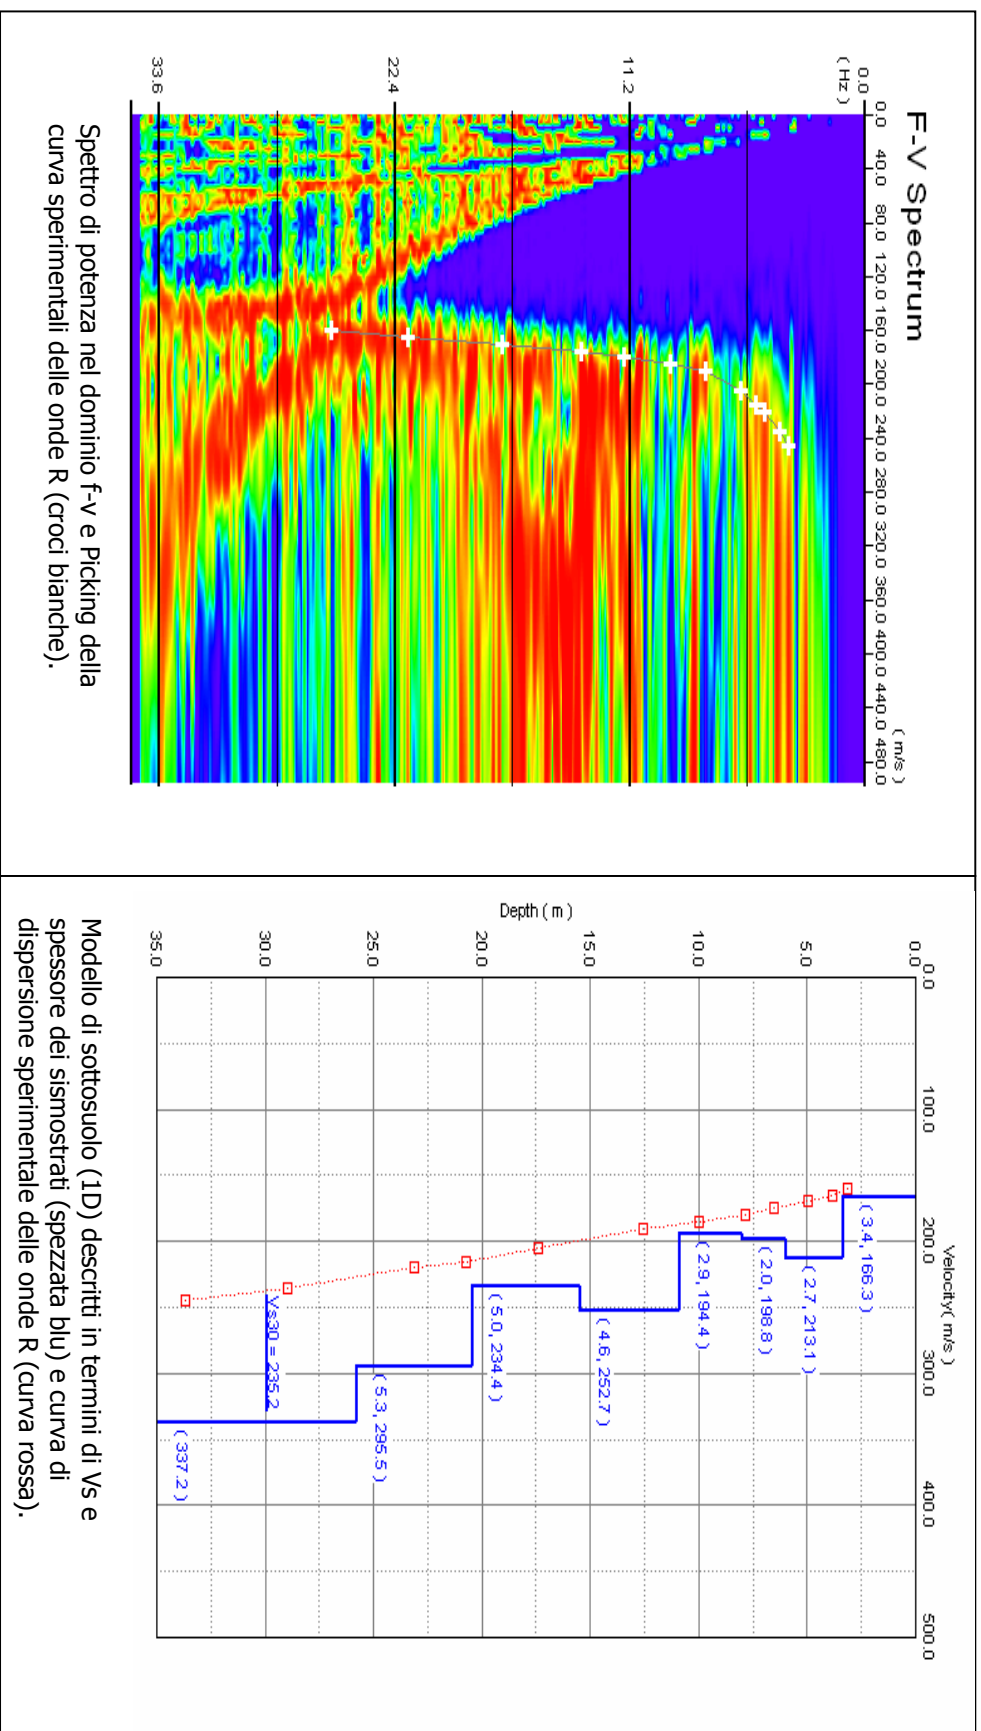 F-V Spectrum
( m/s )
0.0 40.0 80.0 120.0 160.0 200.0 240.0 280.0 320.0 360.0 400.0 440.0 480.0
0.0
( Hz )
11.2
22.4
33.6
Spettro di potenza nel dominio f-v e Picking della
curva sperimentali delle onde R (croci bianche).
Velocity( m/s )
0.0 100.0 200.0 300.0 400.0 500.0
Depth ( m )
0.0
5.0
10.0
15.0
20.0
25.0
30.0
35.0
( 3.4, 166.3 )
( 2.7, 213.1 )
( 2.0, 198.8 )
( 2.9, 194.4 )
( 4.6, 252.7 )
( 5.0, 234.4 )
( 5.3, 295.5 )
Vs30 = 235.2
( 337.2 )
Modello di sottosuolo (1D) descritti in termini di Vs e
spessore dei sismostrati (spezzata blu) e curva di
dispersione sperimentale delle onde R (curva rossa).